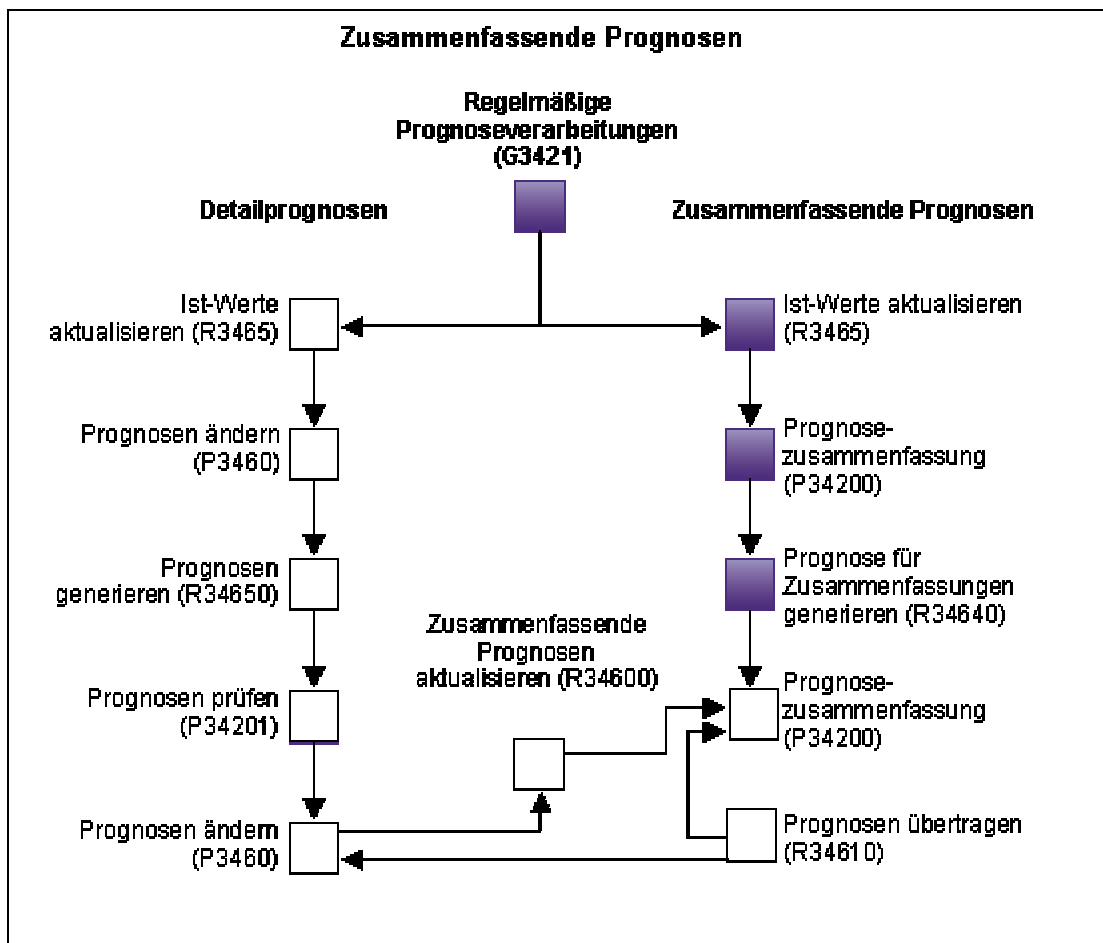 Zusammenfassende Prognosen
Regelmäßige
Prognoseverarbeitungen
(G3421)
Detailprognosen
Zusammenfassende Prognosen
Ist-Werte
aktualisieren (R3465)
Ist-Werte aktualisieren
(R3465)
Prognosen ändern
(P3460)
Prognose-
zusammenfassung
(P34200)
Prognosen
generieren (R34650)
Prognose für
Zusammenfassungen
generieren (R34640)
Zusammenfassende
Prognosen
aktualisieren (R34600)
Prognosen prüfen
(P34201)
Prognose-
zusammenfassung
(P34200)
Prognosen ändern
(P3460)
Prognosen übertragen
(R34610)